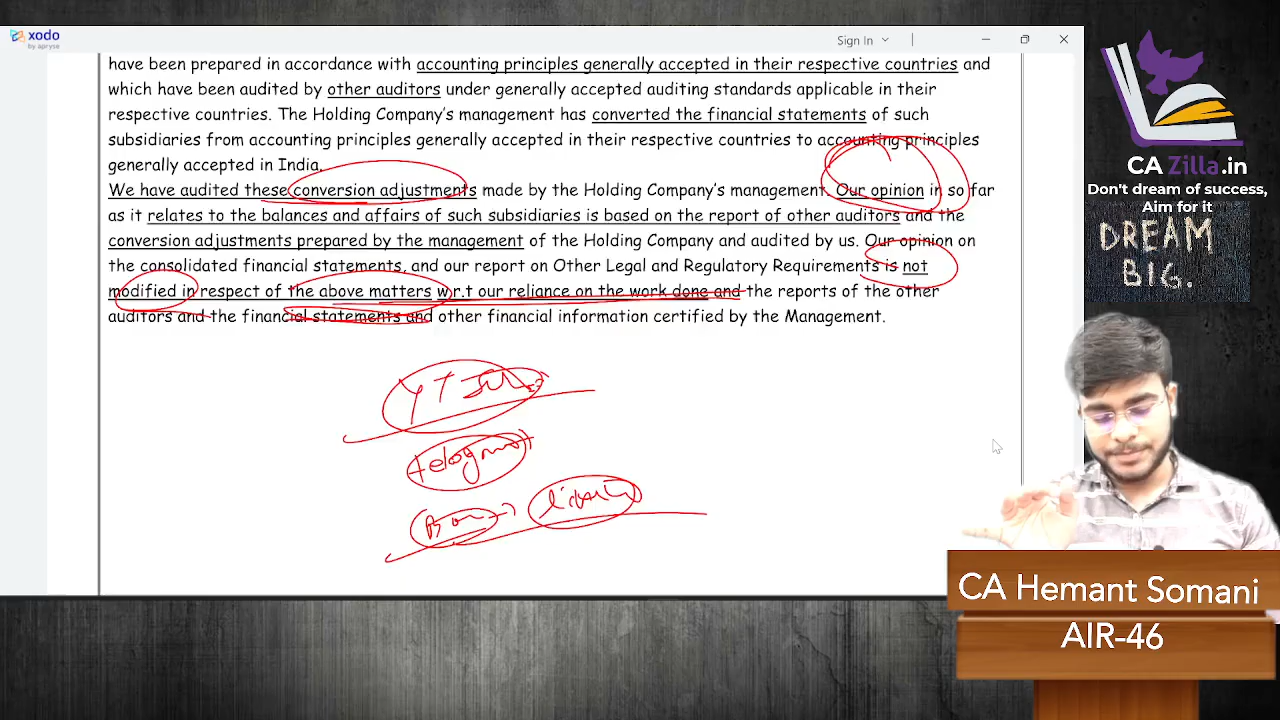 xodo
by apryse
Sign In
have been prepared in accordance with accounting principles generally accepted in their respective countries and
which have been audited by other auditors under generally accepted auditing standards applicable in their
respective countries. The Holding Company's management has converted the financial statements of such
subsidiaries from accounting principles generally accepted in their respective countries to accounting principles
generally accepted in India.
We have audited these conversion adjustments made by the Holding Company's management. Our opinion in so far
as it relates to the balances and affairs of such subsidiaries is based on the report of other auditors and the
conversion adjustments prepared by the management of the Holding Company and audited by us. Our opinion on
the consolidated financial statements, and our report on Other Legal and Regulatory Requirements is not
modified in respect of the above matters w.r.t our reliance on the work done and the reports of the other
auditors and the financial statements and other financial information certified by the Management.
YT
CA Zilla.in
Don't dream of success,
Aim for it
DREAM
BIG.
CA Hemant Somani
AIR-46